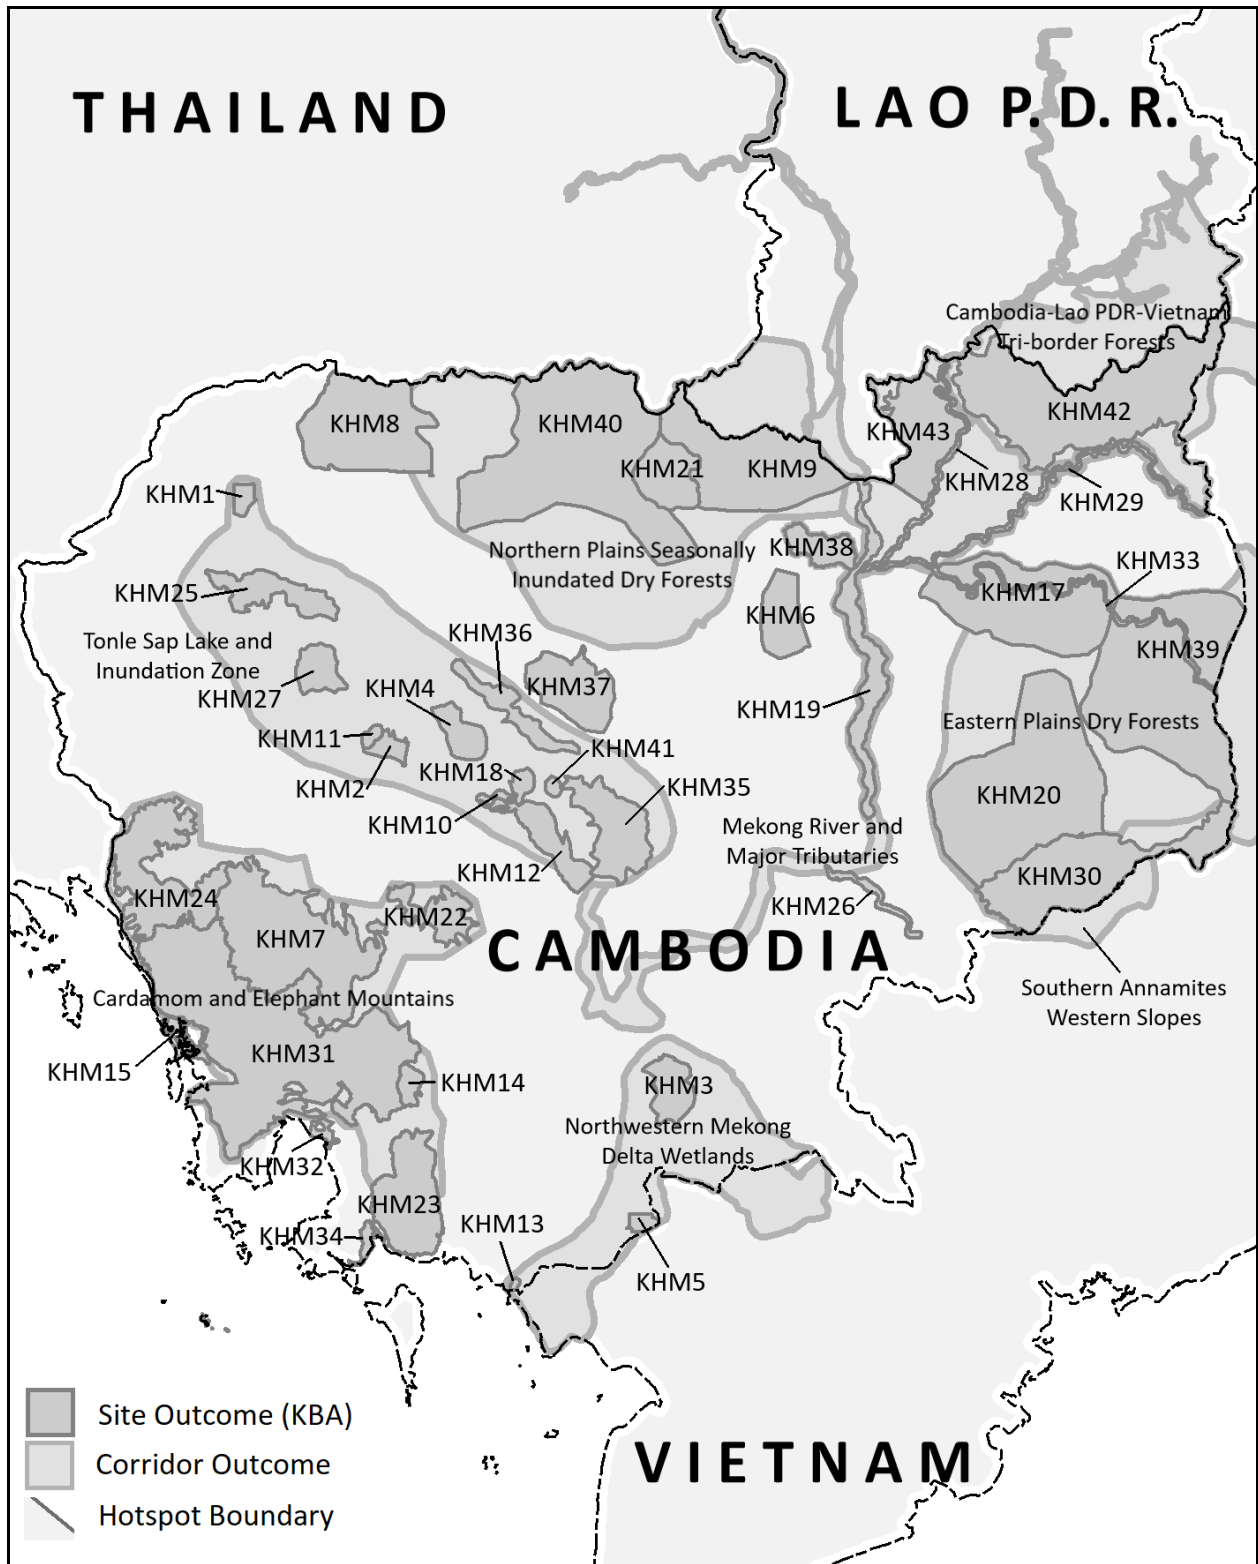 THAILAND
LAO P.D.R.
Cambodia-Lao PDR-Vietnam
Tri-border Forests
KHM8
KHM40
KHM42
KHM43
KHM21
KHM9
KHM28
KHM1
KHM29
Northern Plains Seasonally
Inundated Dry Forests
KHM38
KHM33
KHM25
KHM17
KHM6
KHM36
Tonle Sap Lake and
Inundation Zone
KHM39
KHM27
KHM4
KHM37
KHM19
Eastern Plains Dry Forests
KHM11
KHM41
KHM18
KHM2
KHM35
KHM20
KHM10
Mekong River and
Major Tributaries
KHM12
KHM30
KHM24
KHM22
KHM26
KHM7
CAMBODIA
Southern Annamites
Western Slopes
Cardamom and Elephant Mountains
KHM31
KHM15
KHM14
KHM3
Northwestern Mekong
Delta Wetlands
KHM32
KHM23
KHM13
KHM34
KHM5
Site Outcome (KBA)
Corridor Outcome
Hotspot Boundary
VIETNAM